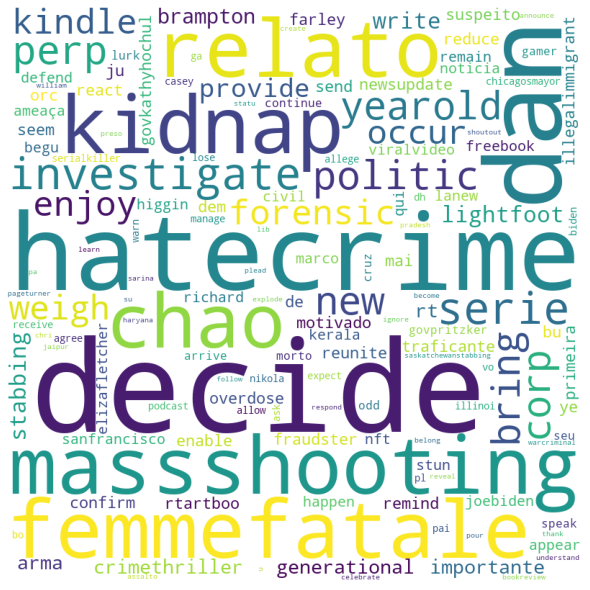 kindle
brampton
farley
write
suspeito
announce
perp
relato
dan
lurk
govkathyhochul
ga
create
reduce
gamer
william
defend
orc
react
ju
casey
remain
noticia
chicagosmayor
illegalimmigrant
ameaça
statu
provide
send
newsupdate
kidnap
continue
yearold
seem
begu
preso
shoutout
occur
viralvideo
freebook
serialkiller
lose
allege
investigate
politic
enjoy
higgin
dem
civil
qui
dh
lanew
biden
warn
manage
forensic
lightfoot
lib
pradesh
hatecrime
learn
marco
cruz
mai
pa
sarina
pageturner
su
explode
ignore
become
weigh
chao
richard
de
new
rt
govpritzker
bu
serie
receive
chri
haryana
plead
motivado
traficante
bring
corp
primeira
stabbing
elizafletcher
agree
arrive
morto
kerala
reunite
saskatchewanstabbing
vo
ye
jaipur
decide
follow
nikola
expect
overdose
podcast
allow
ask
respond
odd
illinoi
belong
warcriminal
seu
sanfrancisco
enable
fraudster
nft
stun
pl
reveal
massshooting
confirm
rtartboo
happen
remind
joebiden
speak
bo
femmefatale
pai
pour
appear
thank
arma
crimethriller
generational
importante
understand
assalto
celebrate
bookreview